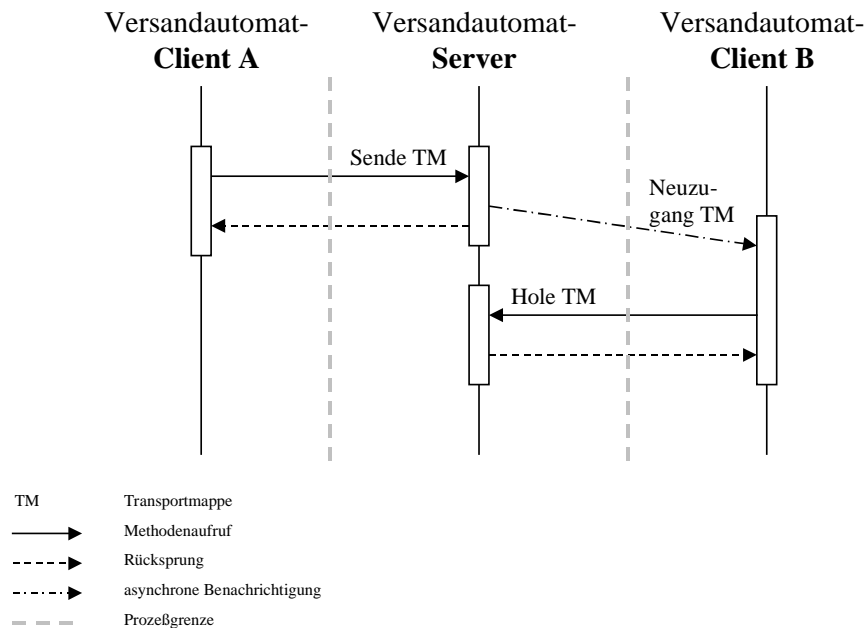 Versandautomat-
Client A
Versandautomat-
Server
Versandautomat-
Client B
Sende TM
Neuzu-
gang TM
Hole TM
TM Transportmappe
Methodenaufruf
Rücksprung
asynchrone Benachrichtigung
Prozeßgrenze